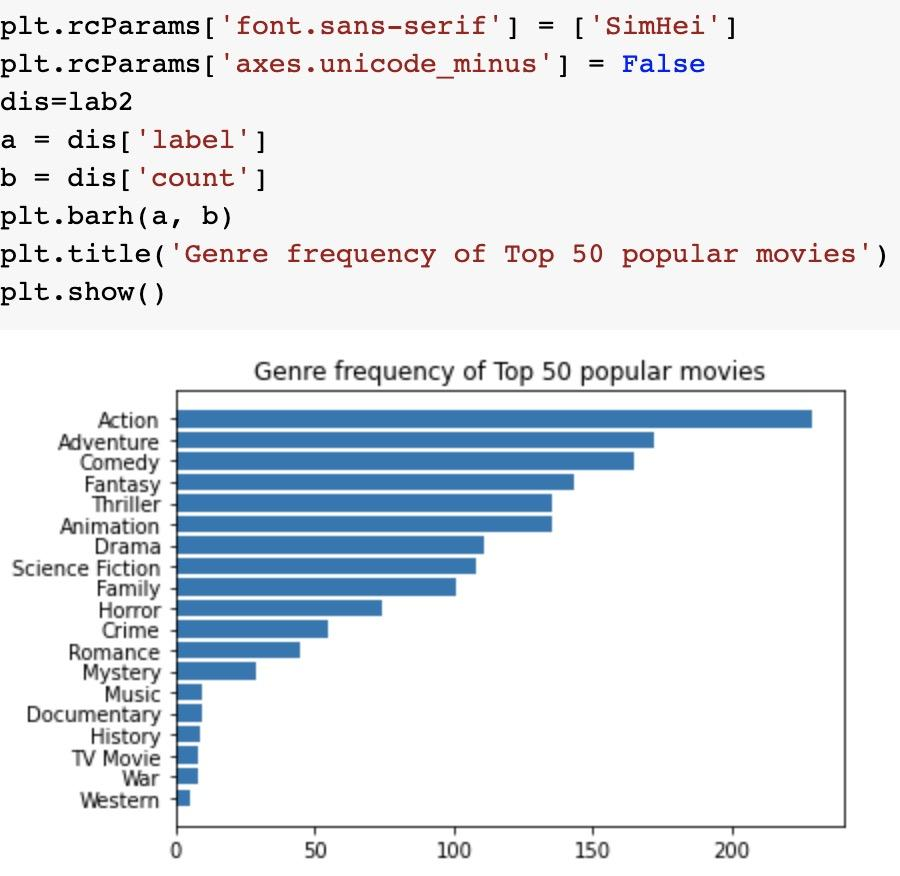 plt.rcParams['font.sans-serif'] = ['SimHei']
plt.rcParams['axes.unicode_minus'] = False
dis=lab2
a = dis['label']
b = dis['count']
plt.barh(a, b)
plt.title('Genre frequency of Top 50 popular movies')
plt.show()
Genre frequency of Top 50 popular movies
Action
Adventure
Comedy
Fantasy
Thriller
Animation
Drama
Science Fiction
Family
Horror
Crime
Romance
Mystery
Music
Documentary
History
TV Movie
War
Western
0 50 100 150 200